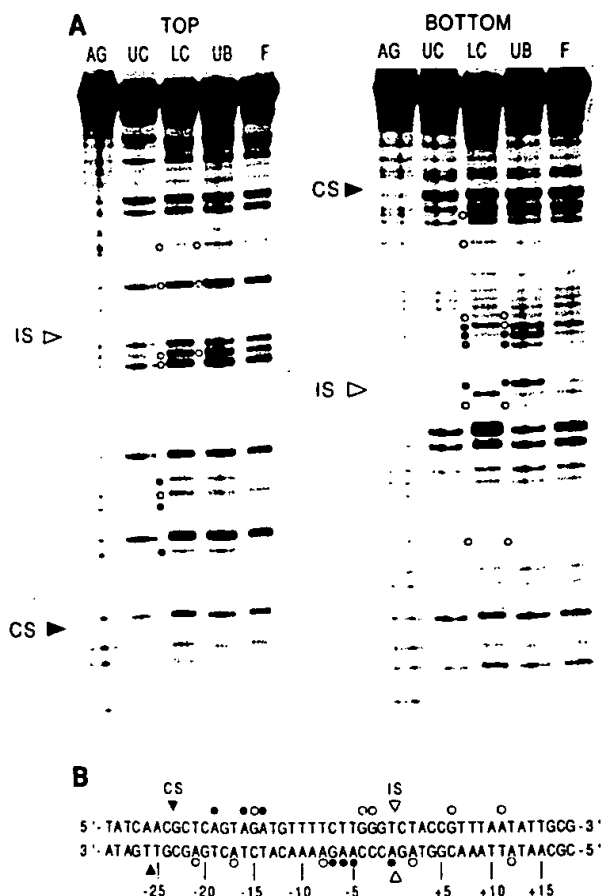 A
TOP
BOTTOM
AG UC LC UB F
AG UC LC UB F
CS
IS
IS
CS
B
CS IS
5'-TATCAACGCTCAGTAGATGTTTTCTTGGGTCTACCGTTTAATATTGCG-3'
3'-ATAGTTGCGAGTCATCTACAAAAGAACCCAGATGGCAAATTATAACGC-5'
-25 -20 -15 -10 -5 +5 +10 +15